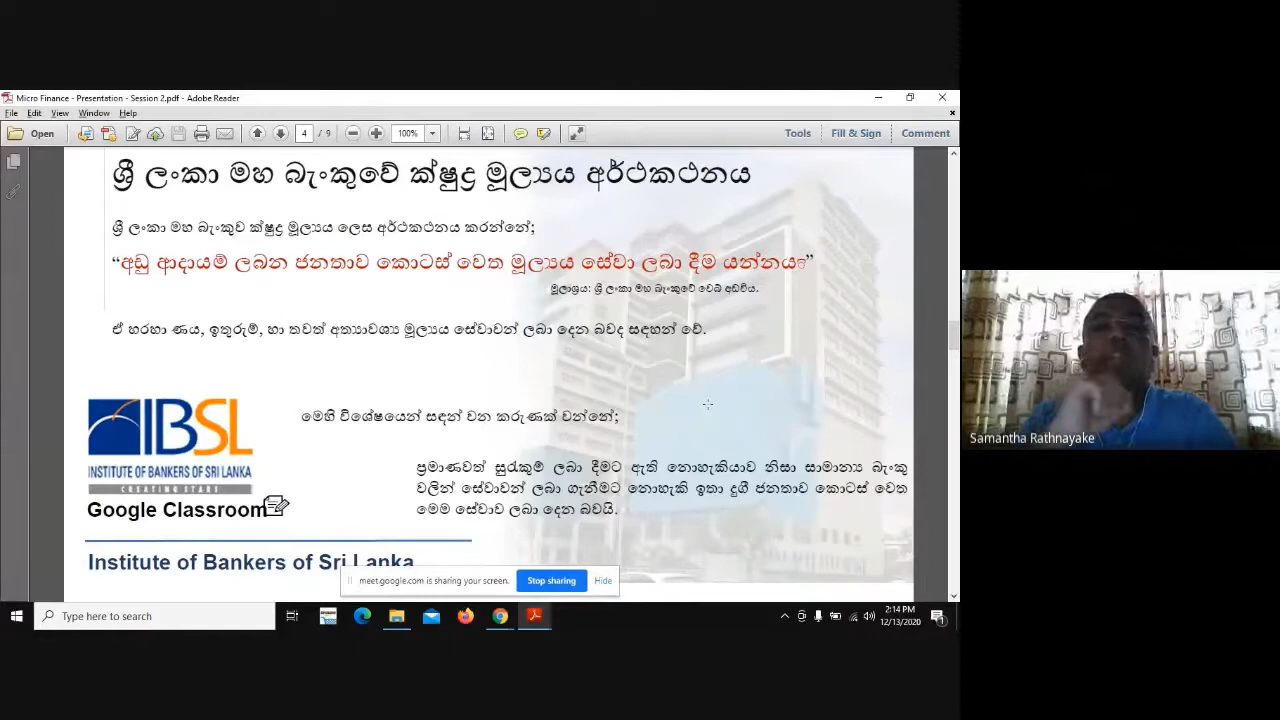 Micro Finance - Presentation - Session 2.pdf - Adobe Reader
File Edit View Window Help
Open 4 / 9 100% Tools Fill & Sign Comment
ශ්‍රී ලංකා මහ බැංකුවේ ක්ෂුද්‍ර මූල්‍යය අර්ථකථනය
ශ්‍රී ලංකා මහ බැංකුව ක්ෂුද්‍ර මූල්‍යය ලෙස අර්ථකථනය කරන්නේ;
“අඩු ආදායම් ලබන ජනතාව කොටස් වෙත මූල්‍යය සේවා ලබා දීම යන්නයි”
මූලාශ්‍රය: ශ්‍රී ලංකා මහ බැංකුවේ වෙබ් අඩවිය.
ඒ හරහා ණය, ඉතුරුම්, හා තවත් අත්‍යාවශ්‍ය මූල්‍යය සේවාවන් ලබා දෙන බවද සඳහන් වේ.
මෙහි විශේෂයෙන් සඳන් වන කරුණක් වන්නේ;
ප්‍රමාණවත් සුරැකුම් ලබා දීමට ඇති නොහැකියාව නිසා සාමාන්‍ය බැංකු
වලින් සේවාවන් ලබා ගැනීමට නොහැකි ඉතා දුගී ජනතාව කොටස් වෙත
මෙම සේවාව ලබා දෙන බවයි.
IBSL
INSTITUTE OF BANKERS OF SRI LANKA
CREATING STARS
Google Classroom
Institute of Bankers of Sri Lanka
meet.google.com is sharing your screen. Stop sharing Hide
Samantha Rathnayake
Type here to search
2:14 PM
12/13/2020
1